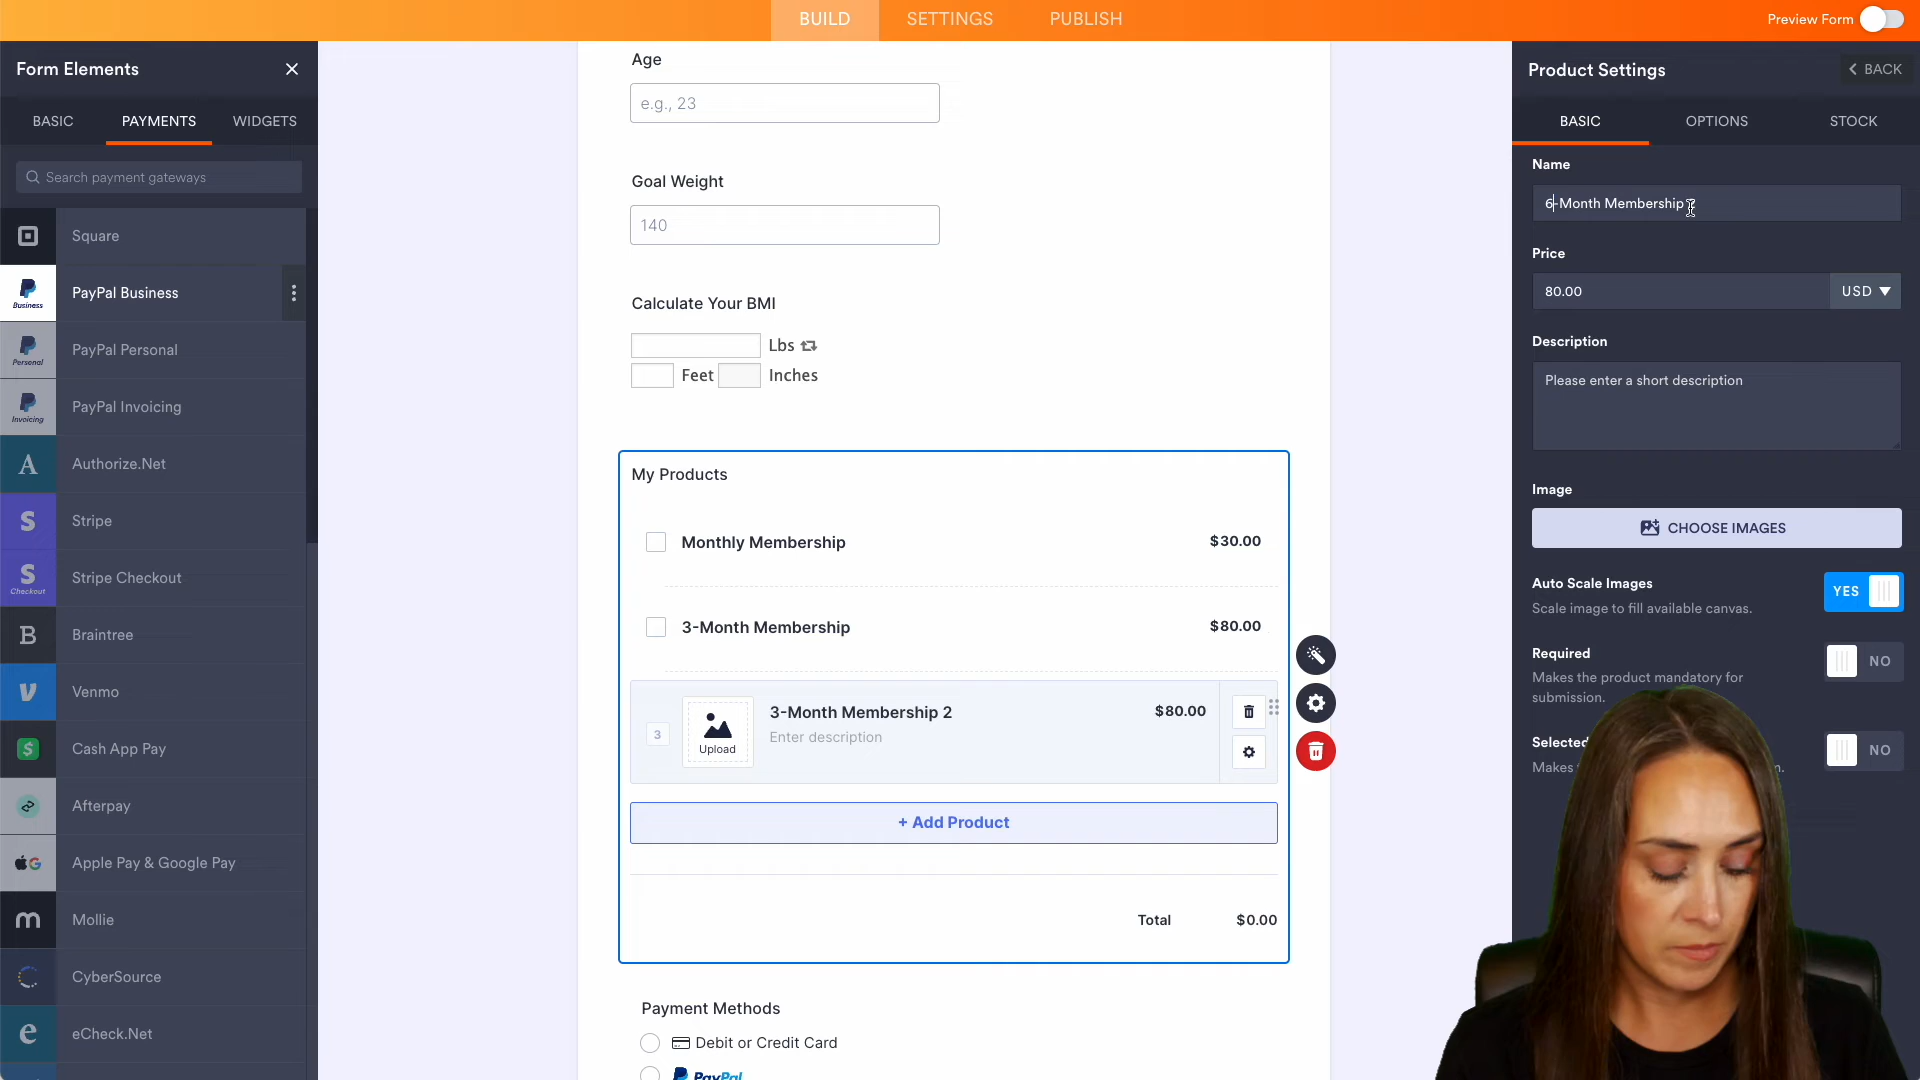 BUILD SETTINGS PUBLISH Preview Form
Form Elements
BASIC PAYMENTS WIDGETS
Search payment gateways
Square
Business PayPal Business
Personal PayPal Personal
Invoicing PayPal Invoicing
A Authorize.Net
S Stripe
S Checkout Stripe Checkout
B Braintree
Venmo
$ Cash App Pay
Afterpay
G Apple Pay & Google Pay
m Mollie
CyberSource
e eCheck.Net
Age
e.g., 23
Goal Weight
140
Calculate Your BMI
Lbs
Feet Inches
My Products
Monthly Membership $30.00
3-Month Membership $80.00
3 Upload 3-Month Membership 2 $80.00
Enter description
+ Add Product
Total $0.00
Payment Methods
Debit or Credit Card
PayPal
Product Settings BACK
BASIC OPTIONS STOCK
Name
6-Month Membership
Price
80.00 USD
Description
Please enter a short description
Image
CHOOSE IMAGES
Auto Scale Images YES
Scale image to fill available canvas.
Required NO
Makes the product mandatory for
submission.
Selected NO
Makes